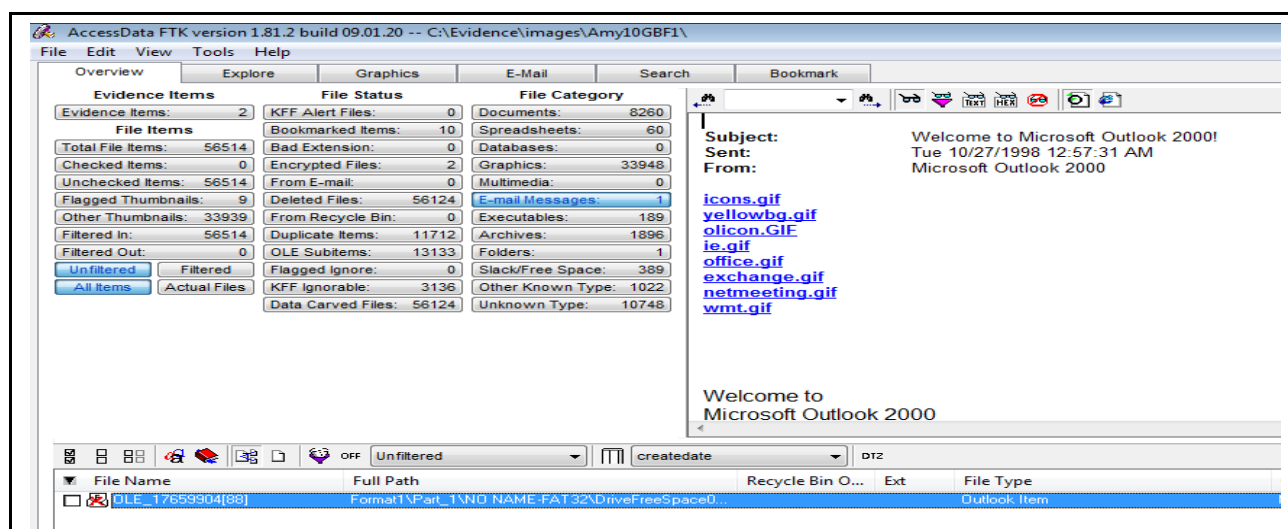 AccessData FTK version 1.81.2 build 09.01.20 -- C:\Evidence\images\Amy10GBF1\
File Edit View Tools Help
Overview Explore Graphics E-Mail Search Bookmark
Evidence Items File Status File Category
Evidence Items: 2 KFF Alert Files: 0 Documents: 8260
File Items Bookmarked Items: 10 Spreadsheets: 60
Total File Items: 56514 Bad Extension: 0 Databases: 0
Checked Items: 0 Encrypted Files: 2 Graphics: 33948
Unchecked Items: 56514 From E-mail: 0 Multimedia: 0
Flagged Thumbnails: 9 Deleted Files: 56124 E-mail Messages: 1
Other Thumbnails: 33939 From Recycle Bin: 0 Executables: 189
Filtered In: 56514 Duplicate Items: 11712 Archives: 1896
Filtered Out: 0 OLE Subitems: 13133 Folders: 1
Unfiltered Filtered Flagged Ignore: 0 Slack/Free Space: 389
All Items Actual Files KFF Ignorable: 3136 Other Known Type: 1022
Data Carved Files: 56124 Unknown Type: 10748
TEXT HEX
Subject: Welcome to Microsoft Outlook 2000!
Sent: Tue 10/27/1998 12:57:31 AM
From: Microsoft Outlook 2000
icons.gif
yellowbg.gif
olicon.GIF
ie.gif
office.gif
exchange.gif
netmeeting.gif
wmt.gif
Welcome to
Microsoft Outlook 2000
OFF Unfiltered createdate DTZ
File Name Full Path Recycle Bin O... Ext File Type
OLE_17659904[88] Format1\Part_1\NO NAME-FAT32\DriveFreeSpace0... Outlook Item